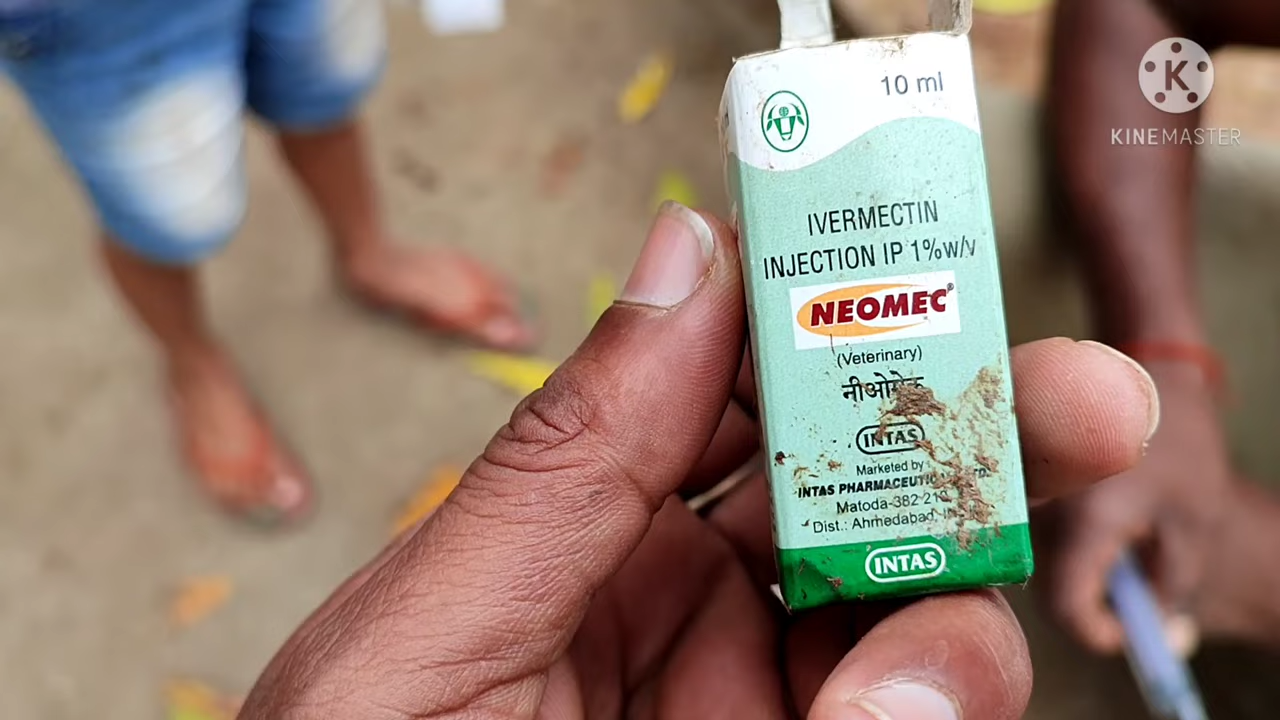 10 ml
IVERMECTIN
INJECTION IP 1%w/v
NEOMEC®
(Veterinary)
नीओमेक
INTAS
Marketed by
INTAS PHARMACEUTIC
Matoda-382 21
Dist.: Ahmedabad,
INTAS
K
KINEMASTER